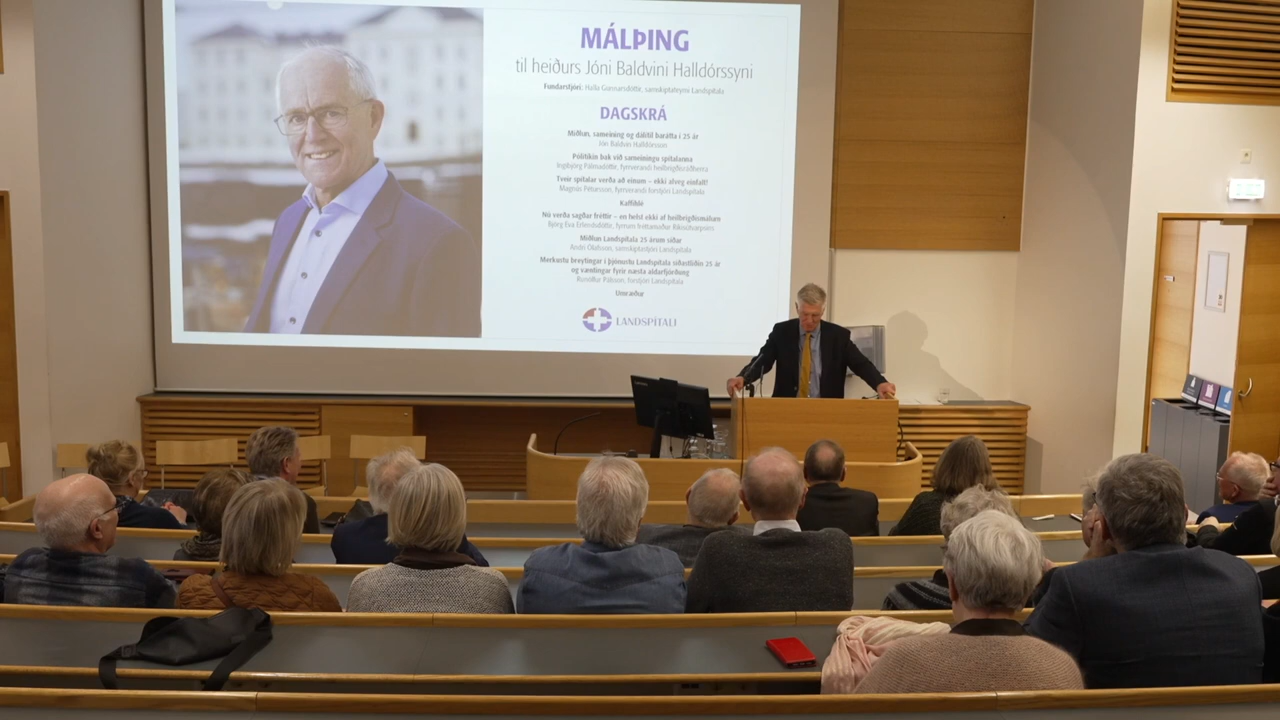 MÁLÞING
til heiðurs Jóni Baldvini Halldórssyni
Fundarstjóri: Halla Gunnarsdóttir, samskiptateymi Landspítala
DAGSKRÁ
Miðlun, sameining og dálítil barátta í 25 ár
Jón Baldvin Halldórsson
Pólitíkin bak við sameiningu spítalanna
Ingibjörg Pálmadóttir, fyrrverandi heilbrigðisráðherra
Tveir spítalar verða að einum – ekki alveg einfalt!
Magnús Pétursson, fyrrverandi forstjóri Landspítala
Kaffihlé
Nú verða sagðar fréttir – en helst ekki af heilbrigðismálum
Björg Eva Erlendsdóttir, fyrrum fréttamaður Ríkisútvarpsins
Miðlun Landspítala 25 árum síðar
Andri Ólafsson, samskiptastjóri Landspítala
Merkustu breytingar í þjónustu Landspítala síðastliðin 25 ár
og væntingar fyrir næsta aldarfjórðung
Runólfur Pálsson, forstjóri Landspítala
Umræður
LANDSPÍTALI